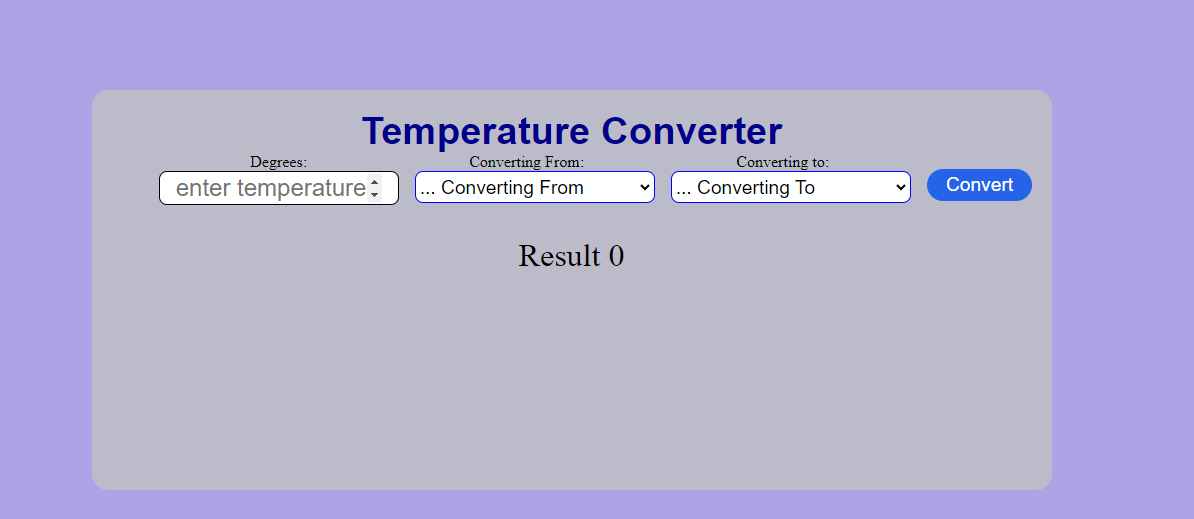 Temperature Converter
Degrees: Converting From: Converting to:
enter temperature ... Converting From ... Converting To Convert
Result 0